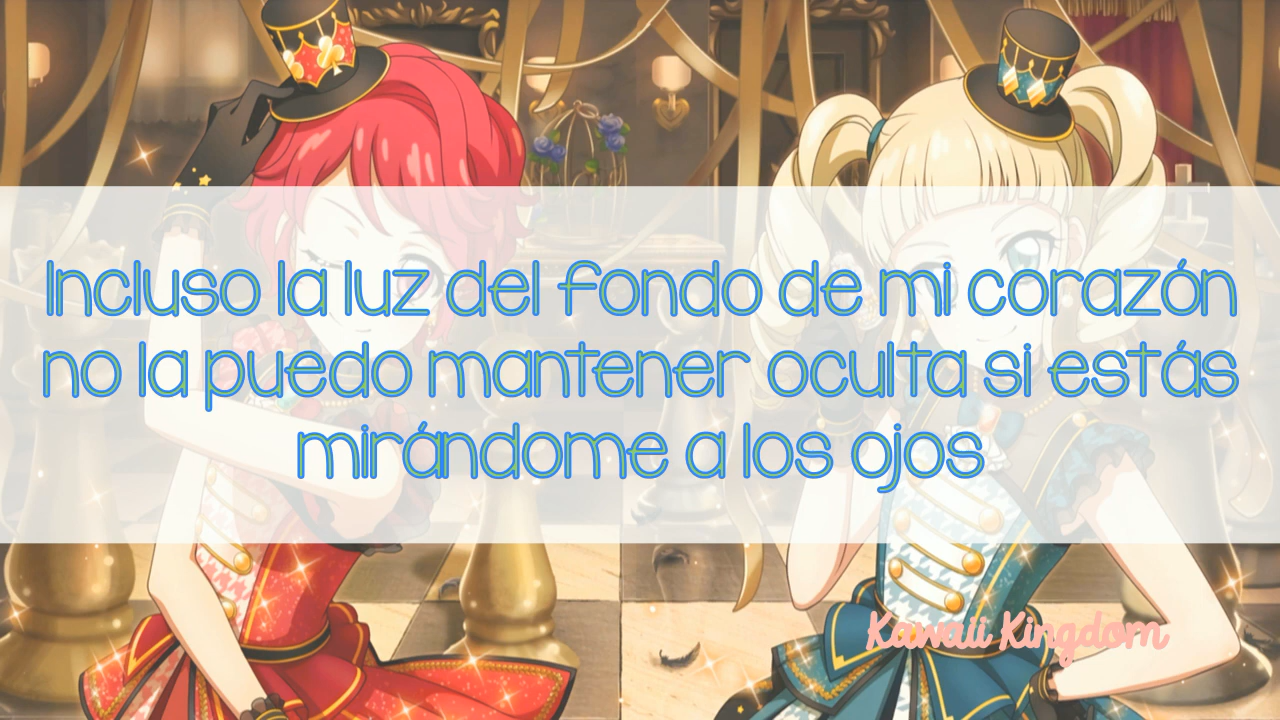 Incluso la luz del fondo de mi corazón
no la puedo mantener oculta si estás
mirándome a los ojos
Kawaii Kingdom